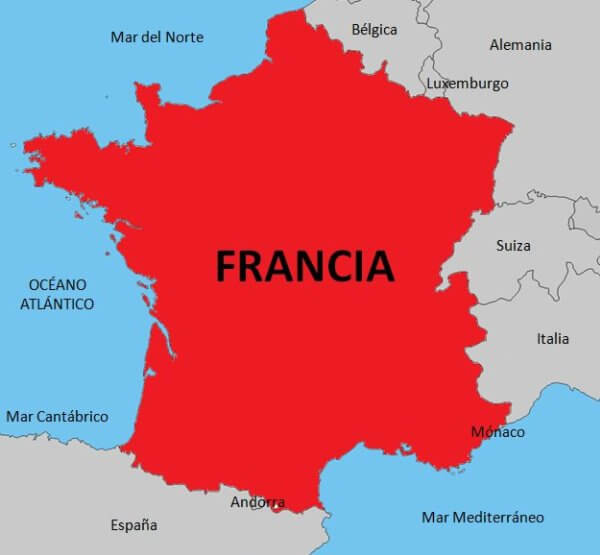 Mar del Norte
Bélgica
Alemania
Luxemburgo
Suiza
FRANCIA
OCÉANO
ATLÁNTICO
Italia
Mar Cantábrico
Mónaco
Andorra
España
Mar Mediterráneo